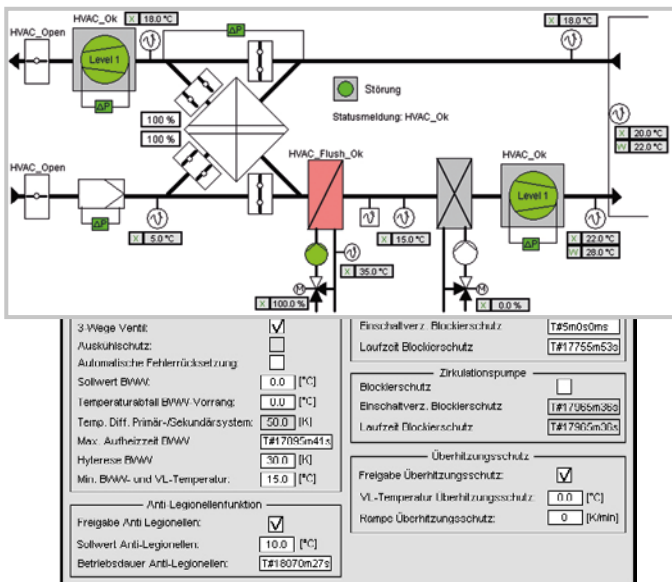 HVAC_Ok X 18.0 °C
X 18.0 °C
HVAC_Open
ΔP
Level 1
ΔP
Störung
Statusmeldung: HVAC_Ok
100 %
100 %
X 20.0 °C
W 22.0 °C
HVAC_Open
HVAC_Flush_Ok
HVAC_Ok
Level 1
ΔP
ΔP
X 5.0 °C
X 15.0 °C
X 22.0 °C
W 28.0 °C
X 35.0 °C
M
M
X 100.0 %
X 0.0 %
3-Wege Ventil:
Auskühlschutz:
Automatische Fehlerrücksetzung:
Sollwert BWW: 0.0 [°C]
Temperaturabfall BWW-Vorrang: 0.0 [°C]
Temp. Diff. Primär-/Sekundärsystem: 50.0 [K]
Max. Aufheizzeit BWW T#17095m41s
Hyterese BWW 30.0 [K]
Min. BWW- und VL-Temperatur: 15.0 [°C]
Anti-Legionellenfunktion
Freigabe Anti Legionellen:
Sollwert Anti-Legionellen: 10.0 [°C]
Betriebsdauer Anti-Legionellen: T#18070m27s
Einschaltverz. Blockierschutz T#5m0s0ms
Laufzeit Blockierschutz T#17755m53s
Zirkulationspumpe
Blockierschutz
Einschaltverz. Blockierschutz T#17965m36s
Laufzeit Blockierschutz T#17965m36s
Überhitzungsschutz
Freigabe Überhitzungsschutz:
VL-Temperatur Überhitzungsschutz: 0.0 [°C]
Rampe Überhitzungsschutz: 0 [K/min]